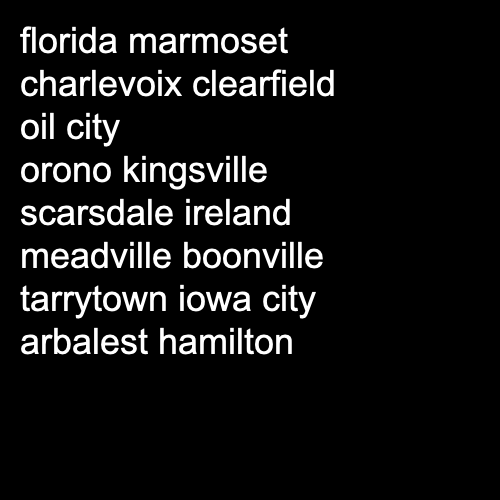 florida marmoset
charlevoix clearfield
oil city
orono kingsville
scarsdale ireland
meadville boonville
tarrytown iowa city
arbalest hamilton